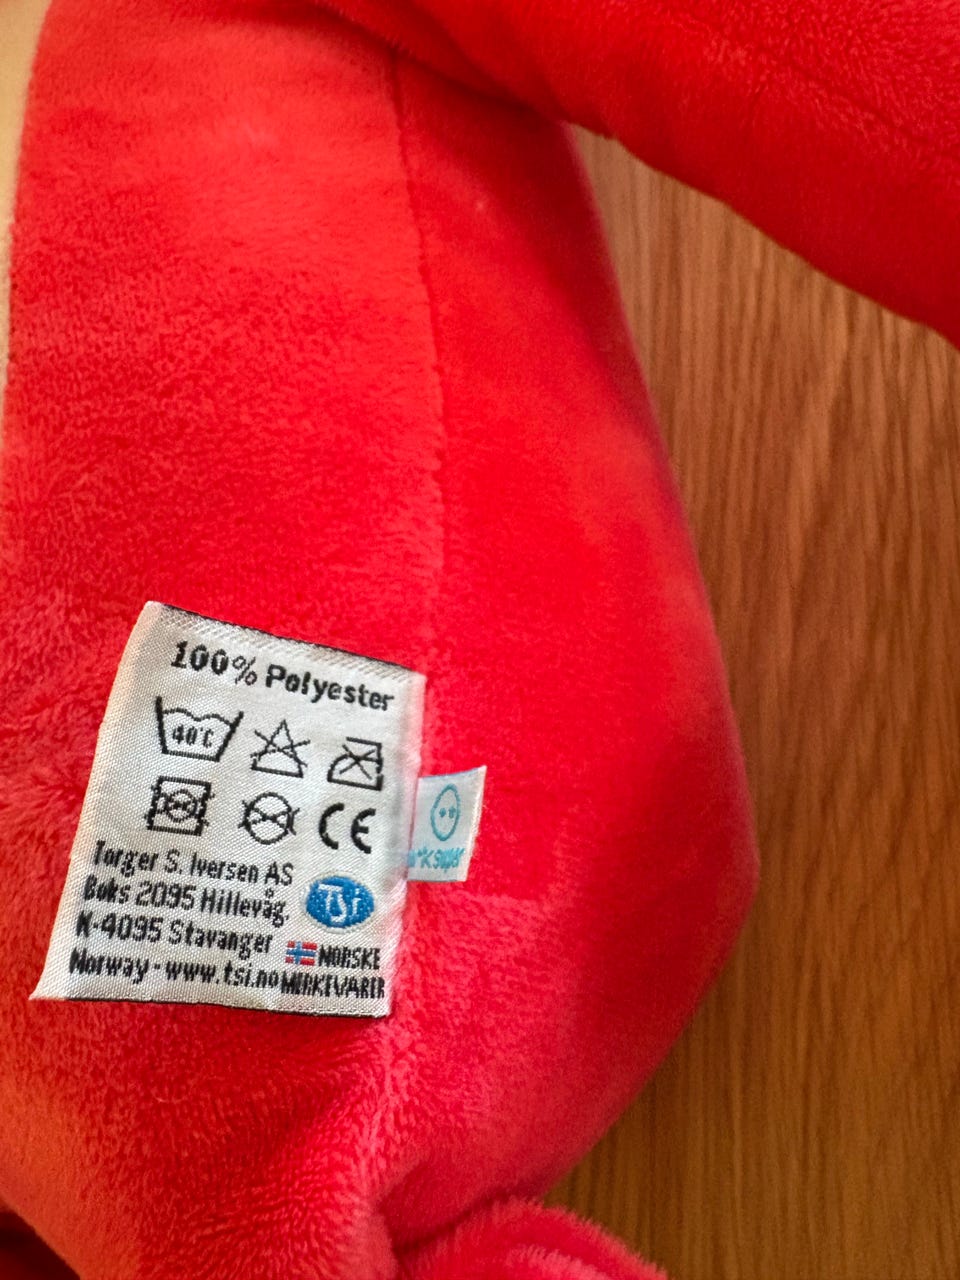 100% Polyester
40°C
CE
Torger S. Iversen AS
Boks 2095 Hillevåg.
N-4095 Stavanger
Norway - www.tsi.no
TSI
NORSKE
MERKEVARER